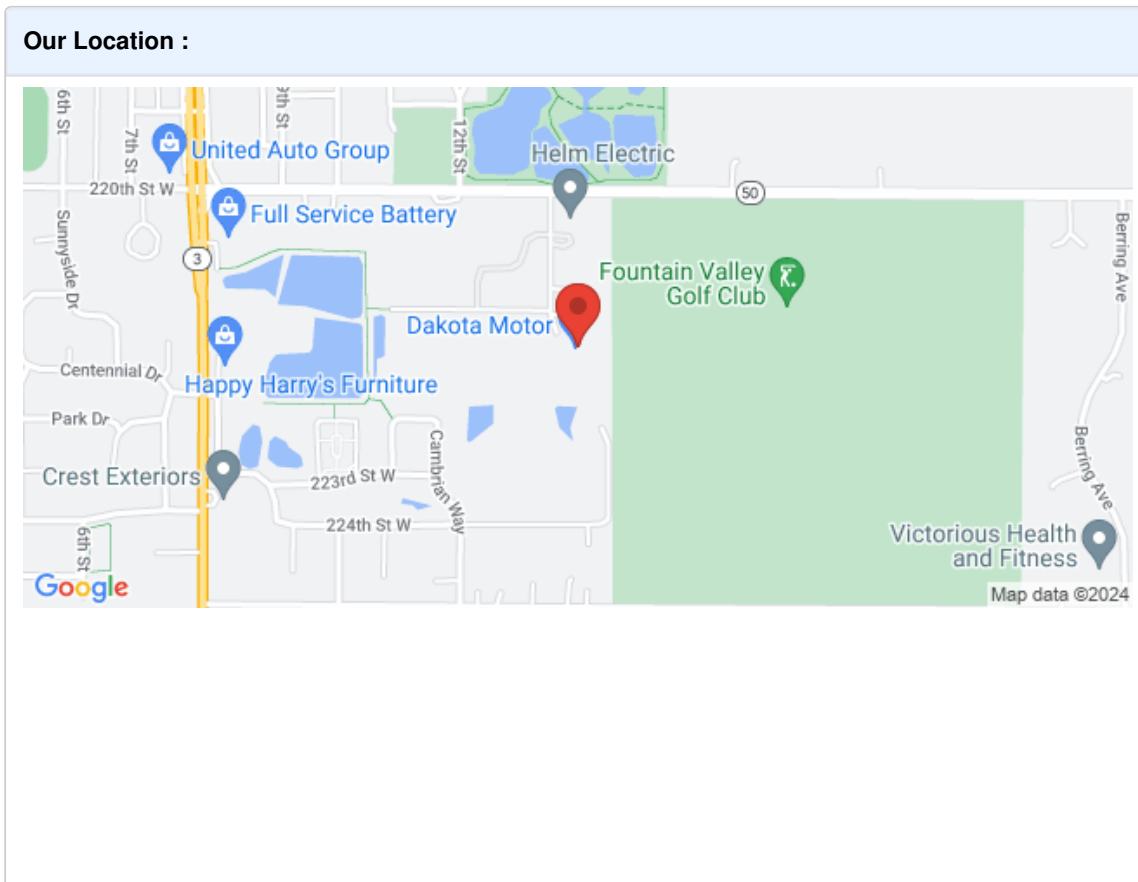 Our Location :
6th St
7th St
9th St
12th St
United Auto Group
Helm Electric
220th St W
50
Full Service Battery
Sunnyside Dr
Berring Ave
3
Fountain Valley
Golf Club
Dakota Motor
Centennial Dr
Happy Harry's Furniture
Park Dr
Cambrian Way
Berring Ave
Crest Exteriors
223rd St W
224th St W
6th St
Victorious Health
and Fitness
Google
Map data ©2024